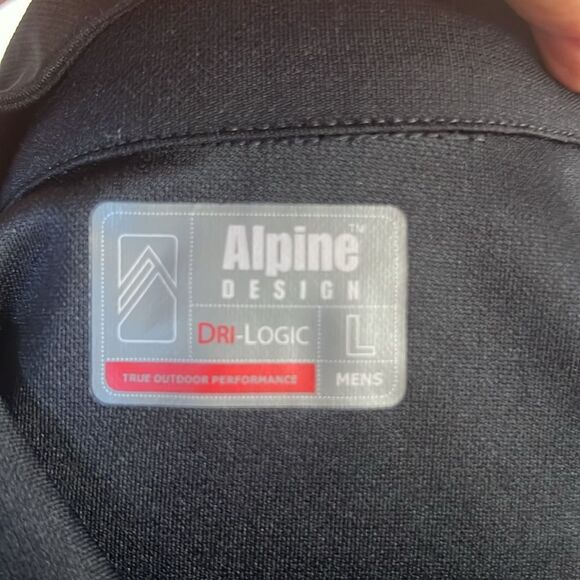 Alpine™
DESIGN
DRI-LOGIC L
TRUE OUTDOOR PERFORMANCE MENS